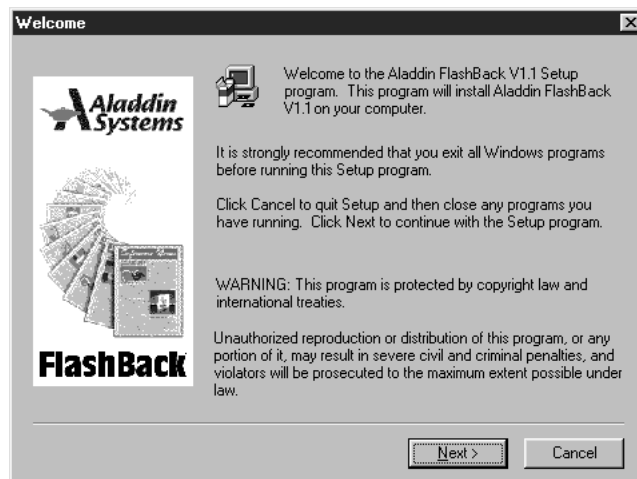 Welcome
Aladdin
Systems
FlashBack
Welcome to the Aladdin FlashBack V1.1 Setup
program. This program will install Aladdin FlashBack
V1.1 on your computer.
It is strongly recommended that you exit all Windows programs
before running this Setup program.
Click Cancel to quit Setup and then close any programs you
have running. Click Next to continue with the Setup program.
WARNING: This program is protected by copyright law and
international treaties.
Unauthorized reproduction or distribution of this program, or any
portion of it, may result in severe civil and criminal penalties, and
violators will be prosecuted to the maximum extent possible under
law.
Next >
Cancel